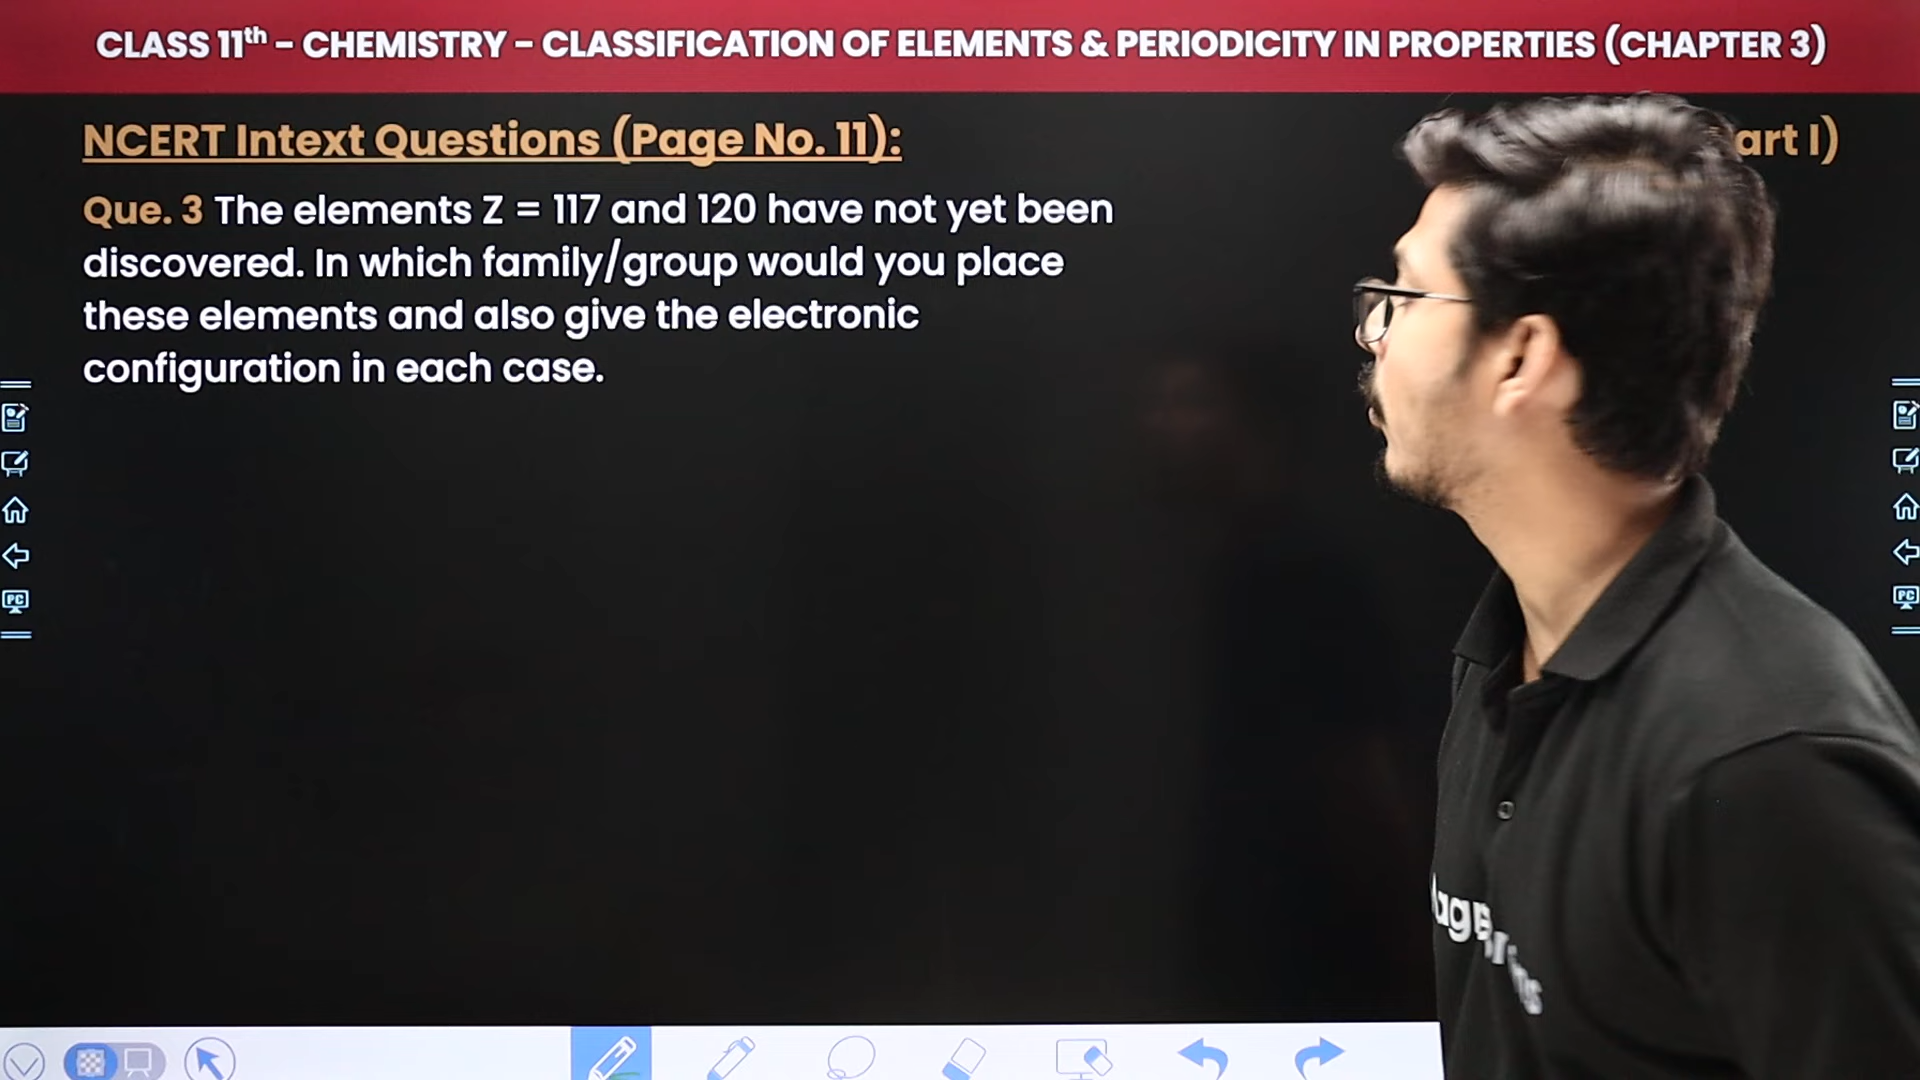 CLASS 11th - CHEMISTRY - CLASSIFICATION OF ELEMENTS & PERIODICITY IN PROPERTIES (CHAPTER 3)
NCERT Intext Questions (Page No. 11):
art I)
Que. 3 The elements Z = 117 and 120 have not yet been
discovered. In which family/group would you place
these elements and also give the electronic
configuration in each case.
PC
PC